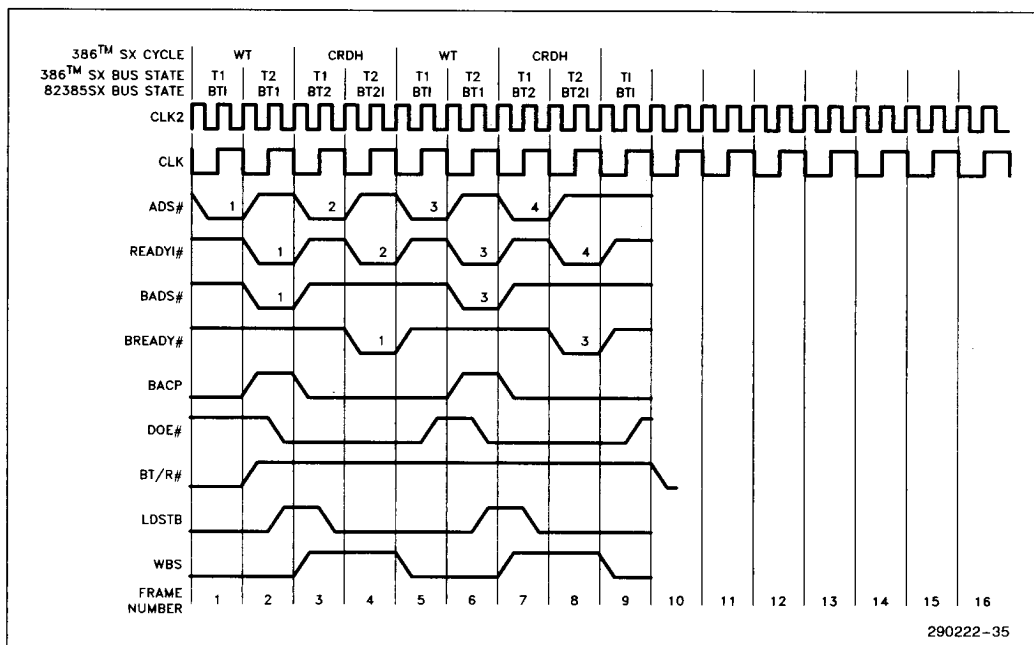 386™ SX CYCLE WT CRDH WT CRDH
386™ SX BUS STATE T1 T2 T1 T2 T1 T2 T1 T2 TI
82385SX BUS STATE BTI BT1 BT2 BT2I BTI BT1 BT2 BT2I BTI
CLK2
CLK
ADS# 1 2 3 4
READYI# 1 2 3 4
BADS# 1 3
BREADY# 1 3
BACP
DOE#
BT/R#
LDSTB
WBS
FRAME
NUMBER 1 2 3 4 5 6 7 8 9 10 11 12 13 14 15 16
290222-35